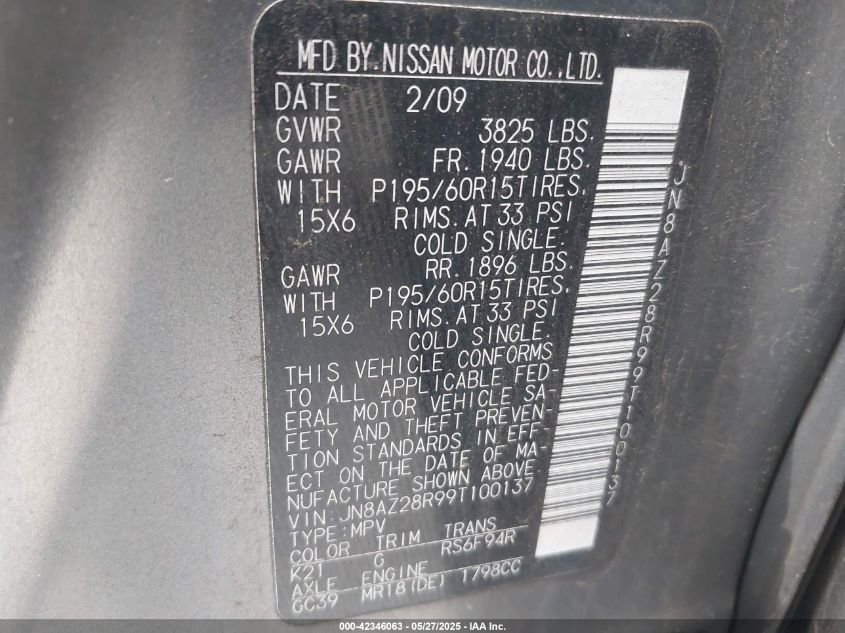 MFD BY.NISSAN MOTOR CO.,LTD.
DATE 2/09
GVWR 3825 LBS.
GAWR FR.1940 LBS.
WITH P195/60R15TIRES,
15X6 RIMS.AT 33 PSI
COLD SINGLE.
GAWR RR.1896 LBS.
WITH P195/60R15TIRES,
15X6 RIMS.AT 33 PSI
COLD SINGLE.
THIS VEHICLE CONFORMS
TO ALL APPLICABLE FED-
ERAL MOTOR VEHICLE SA-
FETY AND THEFT PREVEN-
TION STANDARDS IN EFF-
ECT ON THE DATE OF MA-
NUFACTURE SHOWN ABOVE.
VIN:JN8AZ28R99T100137
TYPE:MPV
COLOR TRIM TRANS
K21 G RS6F94R
AXLE ENGINE
GC39 MR18(DE) 1798CC
JN8AZ28R99T100137
000-42346063 - 05/27/2025 - IAA Inc.